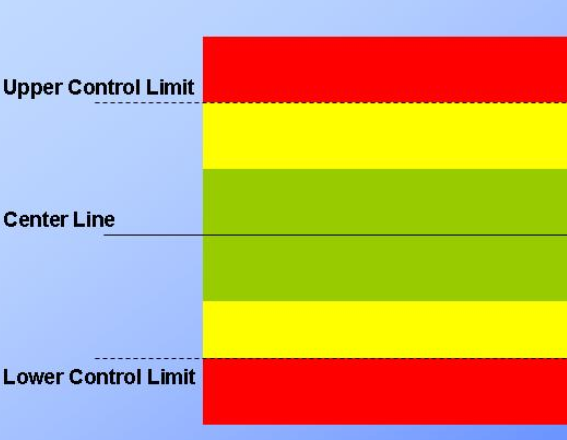 Upper Control Limit
Center Line
Lower Control Limit